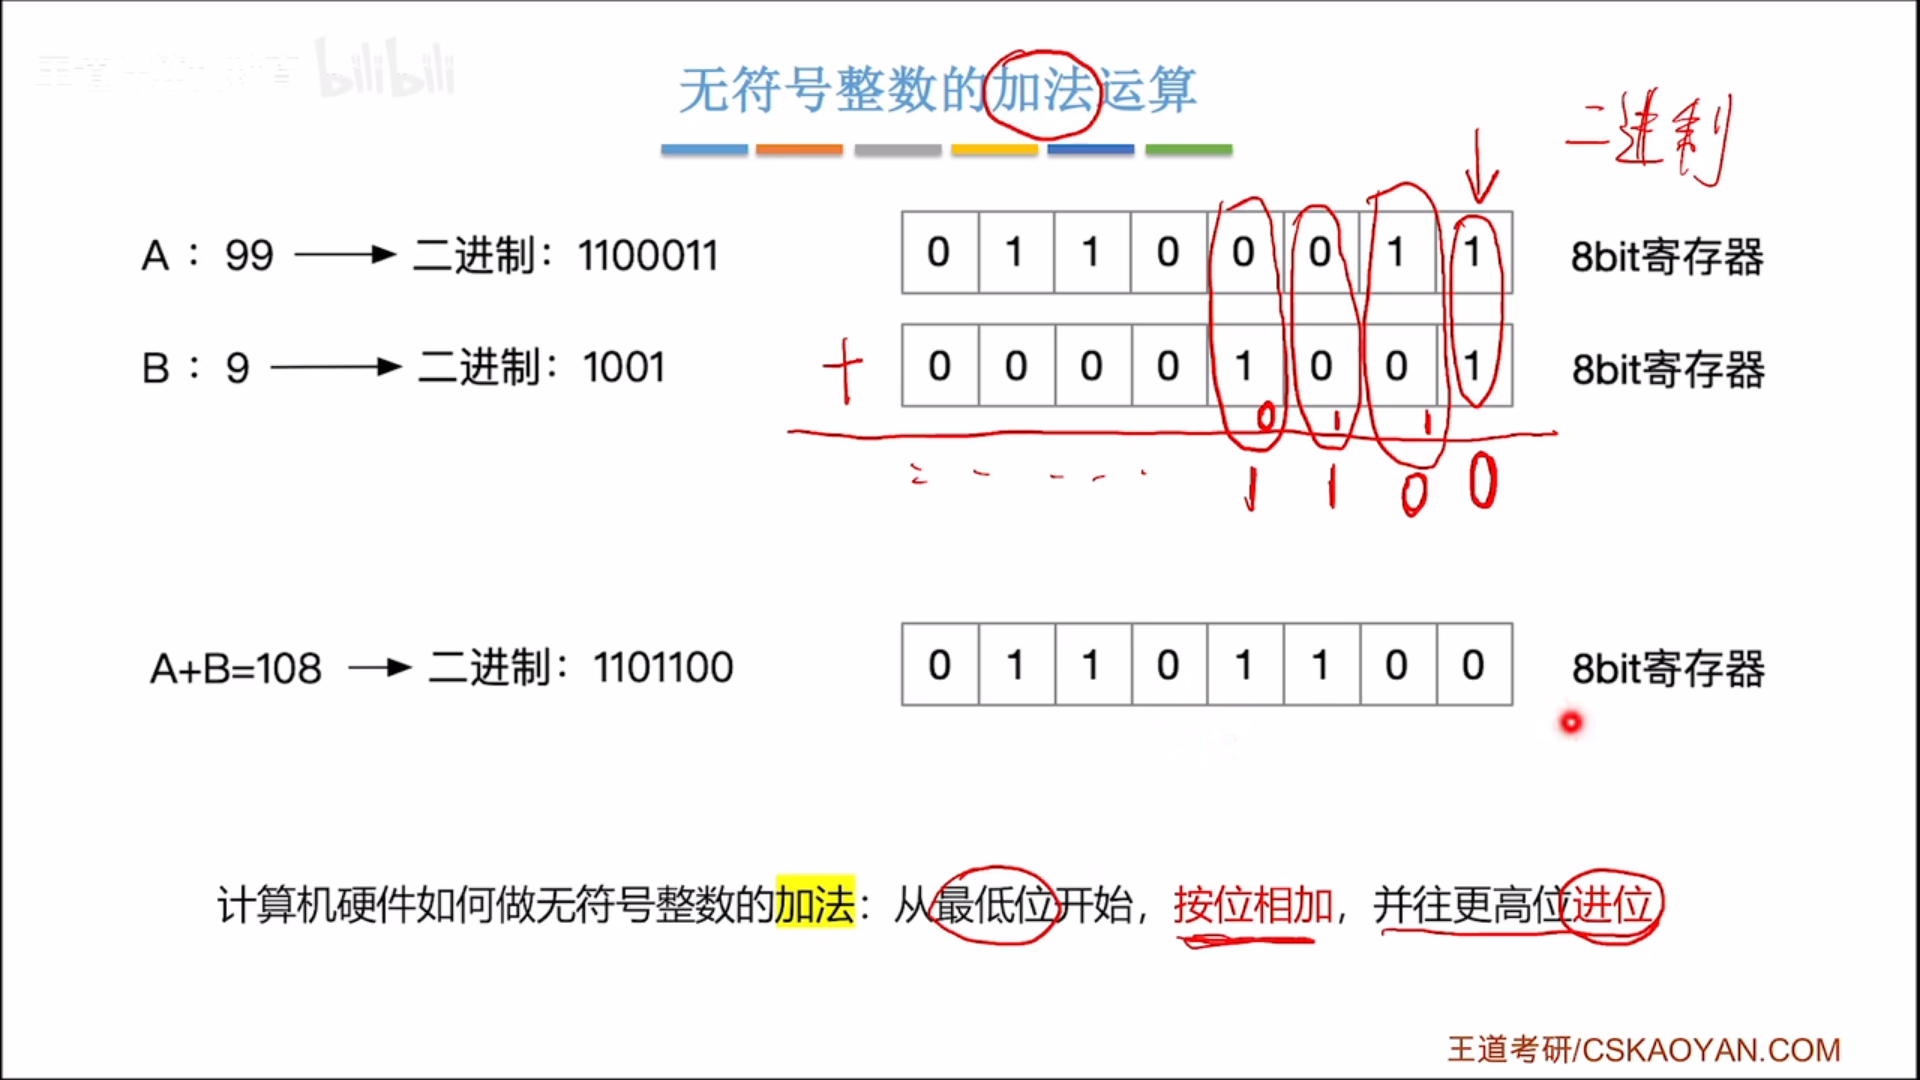 bilibili
无符号整数的加法运算
二进制
A： 99 二进制：1100011 0 1 1 0 0 0 1 1 8bit寄存器
B： 9 二进制：1001 + 0 0 0 0 1 0 0 1 8bit寄存器
0 1 1
1 1 0 0
A+B=108 二进制：1101100 0 1 1 0 1 1 0 0 8bit寄存器
计算机硬件如何做无符号整数的加法：从最低位开始，按位相加，并往更高位进位
王道考研/CSKAOYAN.COM